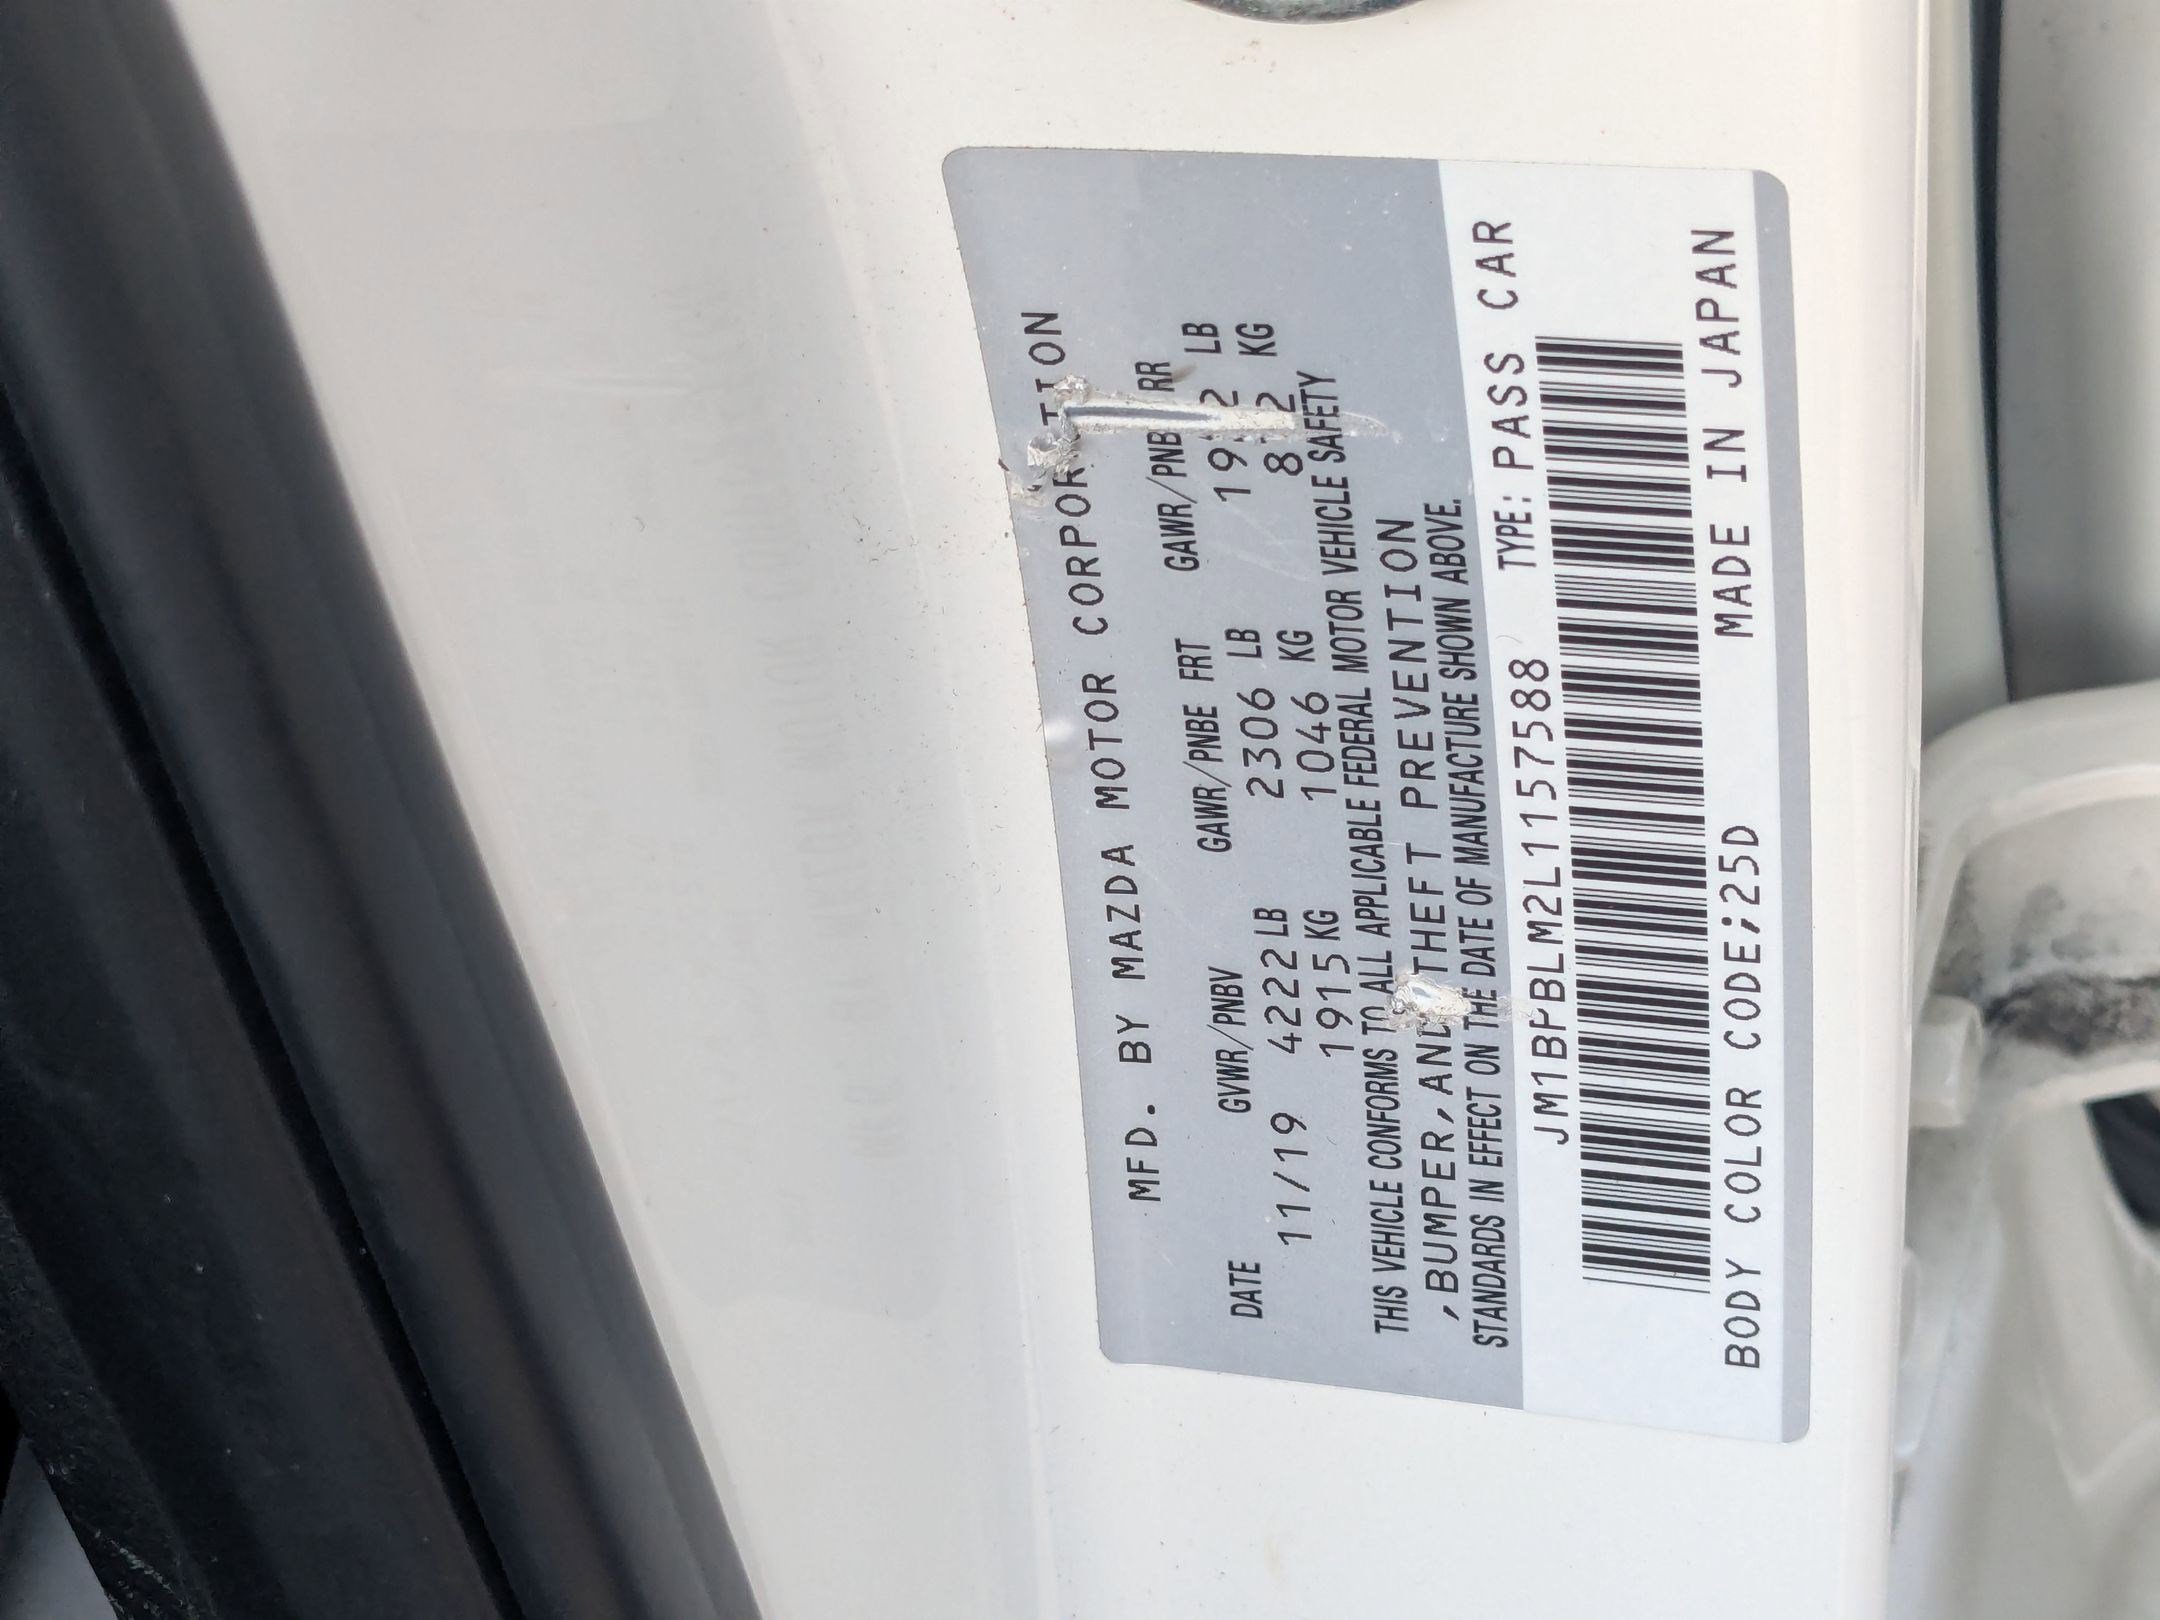 MFD. BY MAZDA MOTOR CORPORTION
DATE GVWR/PNBV GAWR/PNBE FRT GAWR/PNB RR
11/19 4222 LB 2306 LB LB
1915 KG 1046 KG KG
THIS VEHICLE CONFORMS TO ALL APPLICABLE FEDERAL MOTOR VEHICLE SAFETY
, BUMPER, AND THEFT PREVENTION
STANDARDS IN EFFECT ON THE DATE OF MANUFACTURE SHOWN ABOVE.
JM1BPBLM2L1157588 TYPE: PASS CAR
BODY COLOR CODE;25D MADE IN JAPAN